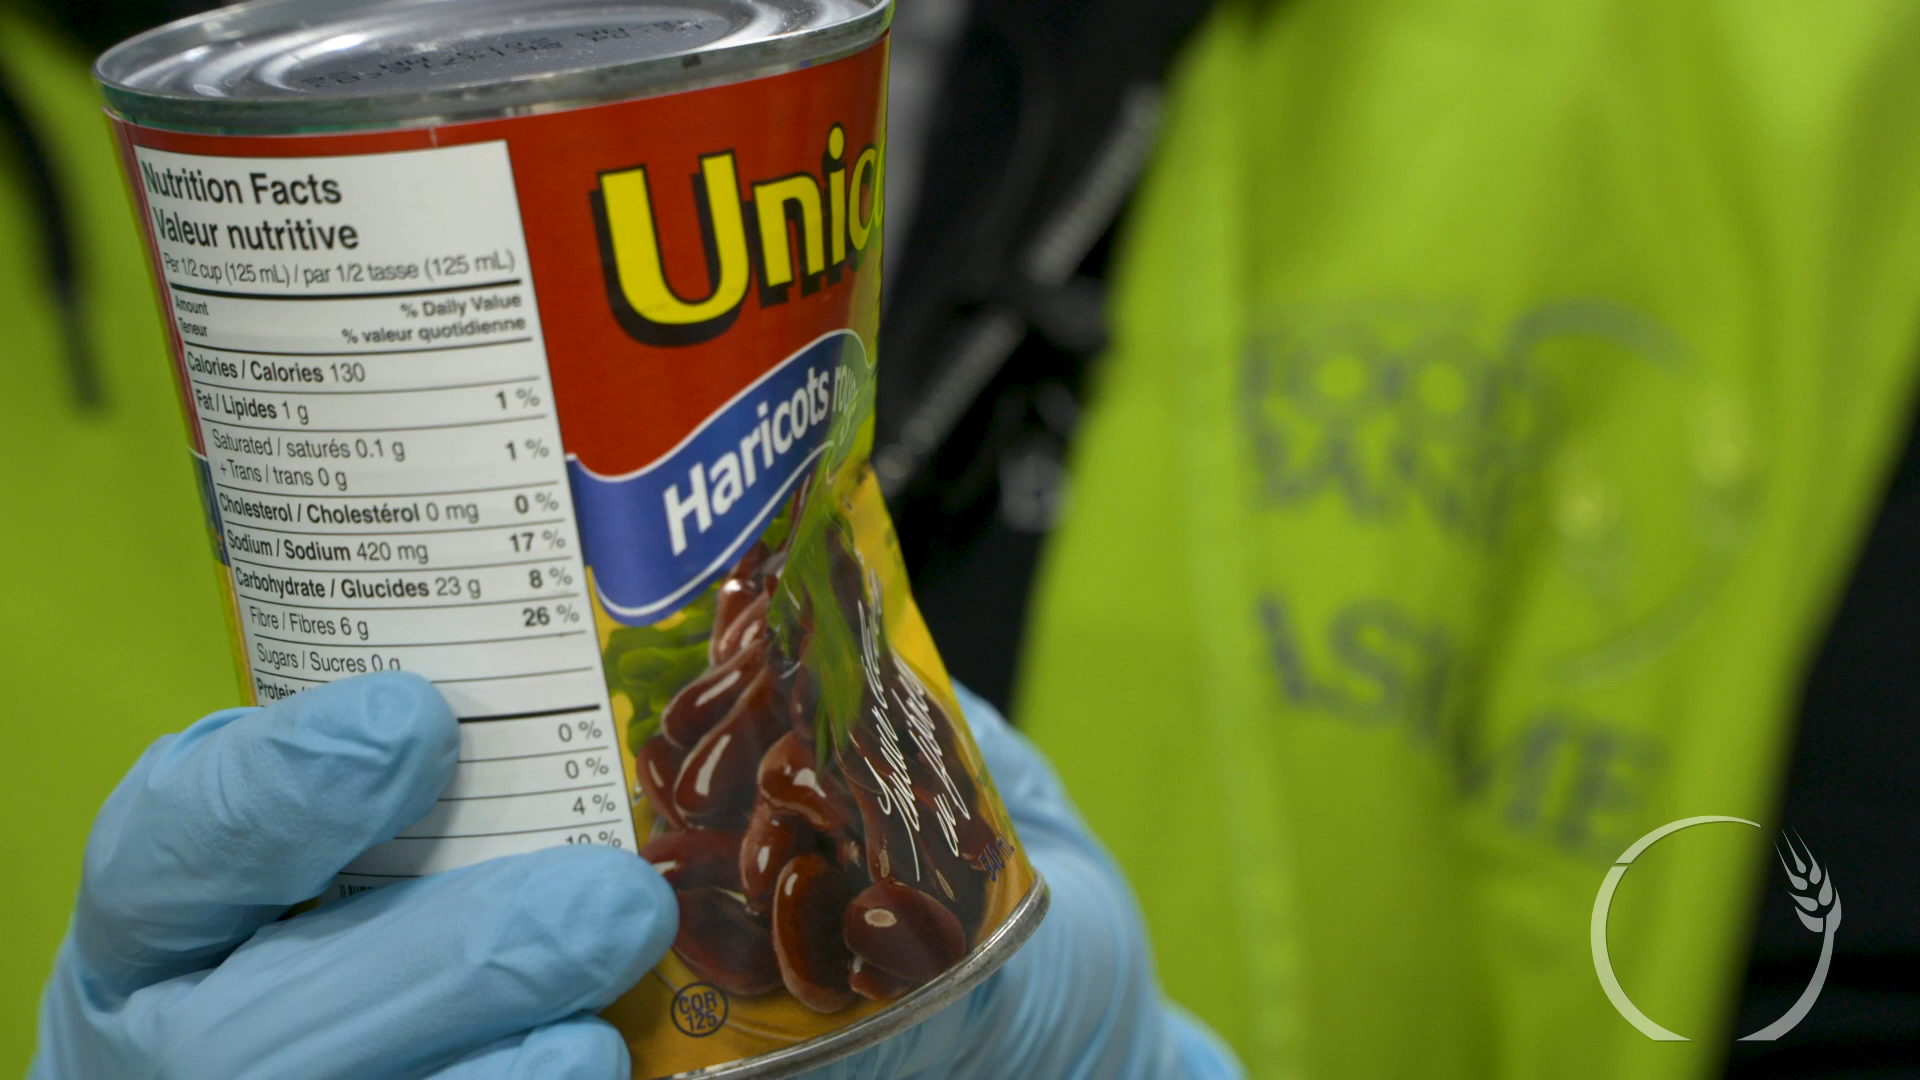 Nutrition Facts
Valeur nutritive
Per 1/2 cup (125 mL) / par 1/2 tasse (125 mL)
Amount % Daily Value
Teneur % valeur quotidienne
Calories / Calories 130
Fat / Lipides 1 g 1 %
Saturated / saturés 0.1 g 1 %
+ Trans / trans 0 g
Cholesterol / Cholestérol 0 mg 0 %
Sodium / Sodium 420 mg 17 %
Carbohydrate / Glucides 23 g 8 %
Fibre / Fibres 6 g 26 %
Sugars / Sucres 0 g
Protein
0 %
0 %
4 %
10 %
Unico
Haricots
COR
125